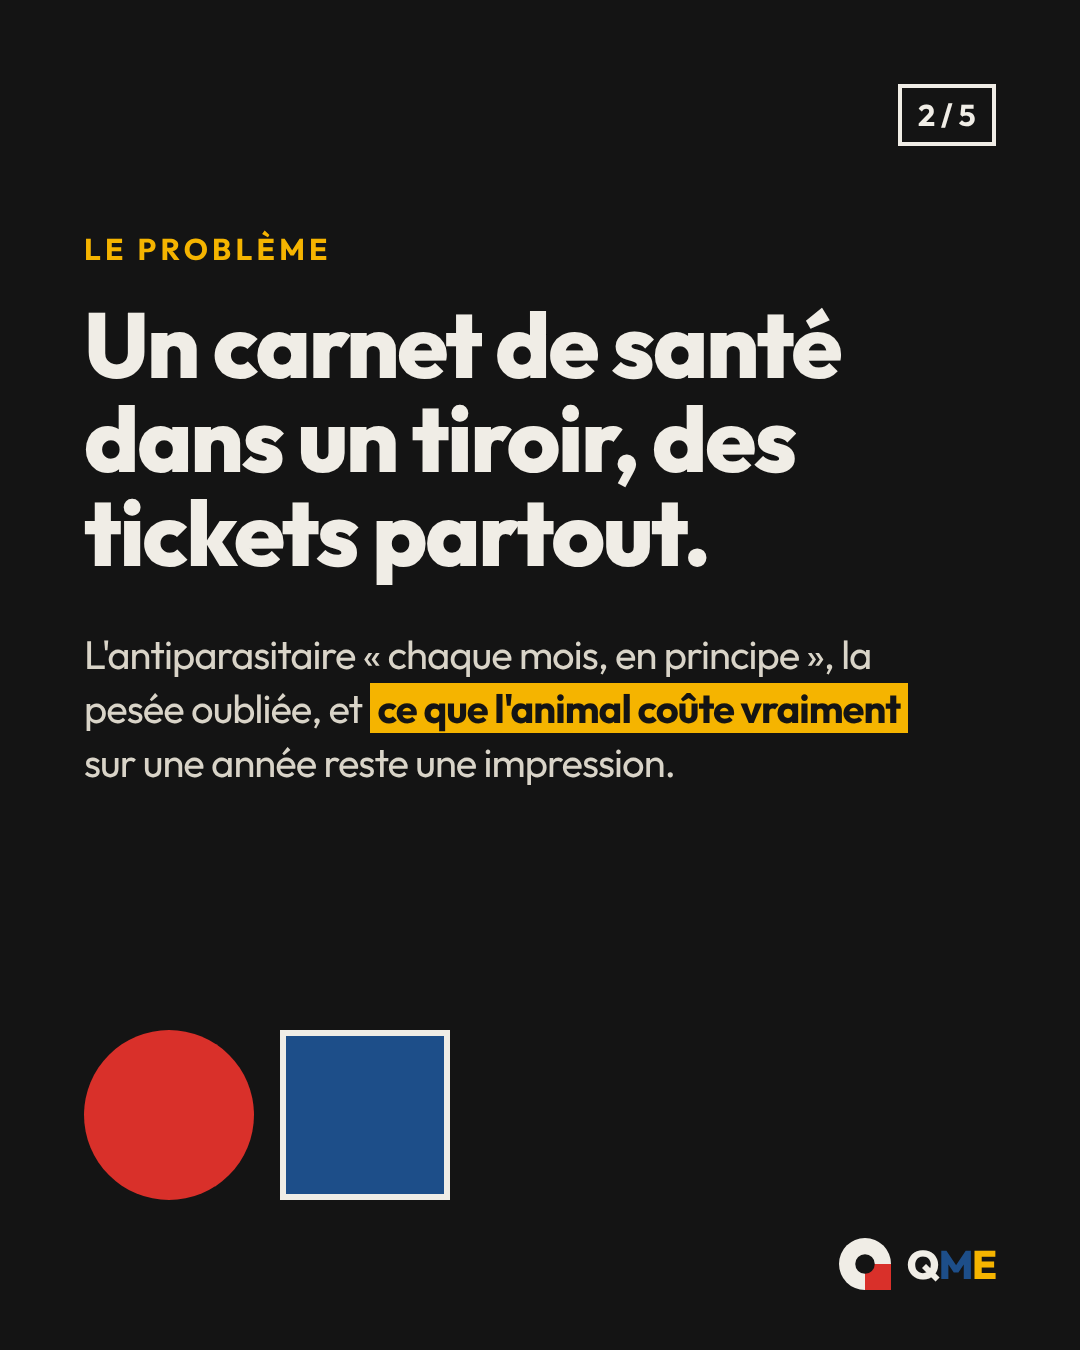 2 / 5
LE PROBLÈME
Un carnet de santé
dans un tiroir, des
tickets partout.
L'antiparasitaire « chaque mois, en principe », la
pesée oubliée, et ce que l'animal coûte vraiment
sur une année reste une impression.
QME